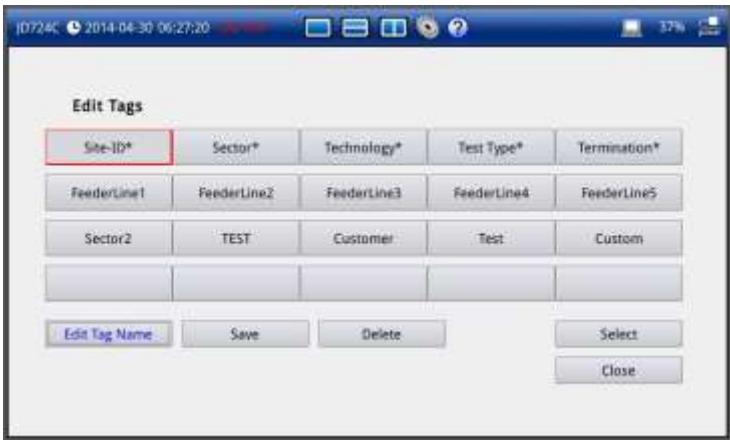 JD724C 2014-04-30 06:27:20 37%
Edit Tags
Site-ID* Sector* Technology* Test Type* Termination*
FeederLine1 FeederLine2 FeederLine3 FeederLine4 FeederLine5
Sector2 TEST Customer Test Custom
Edit Tag Name Save Delete Select
Close